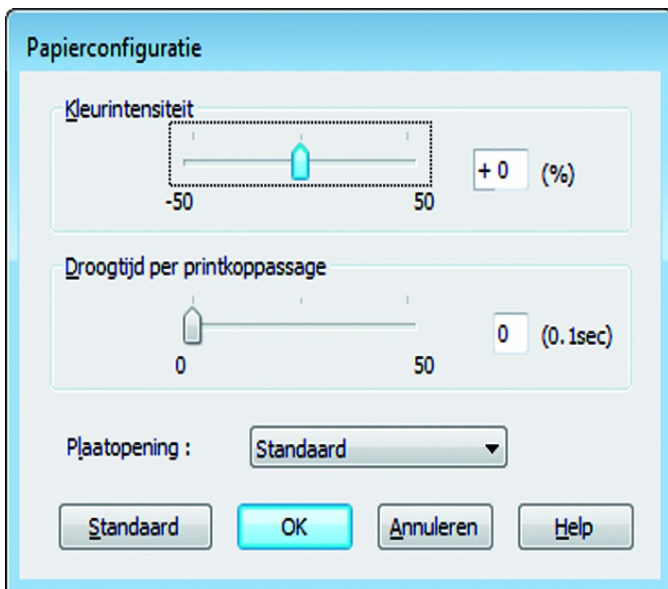 Papierconfiguratie
Kleurintensiteit
+ 0 (%)
-50 50
Droogtijd per printkoppassage
0 (0.1sec)
0 50
Plaatopening : Standaard
Standaard OK Annuleren Help